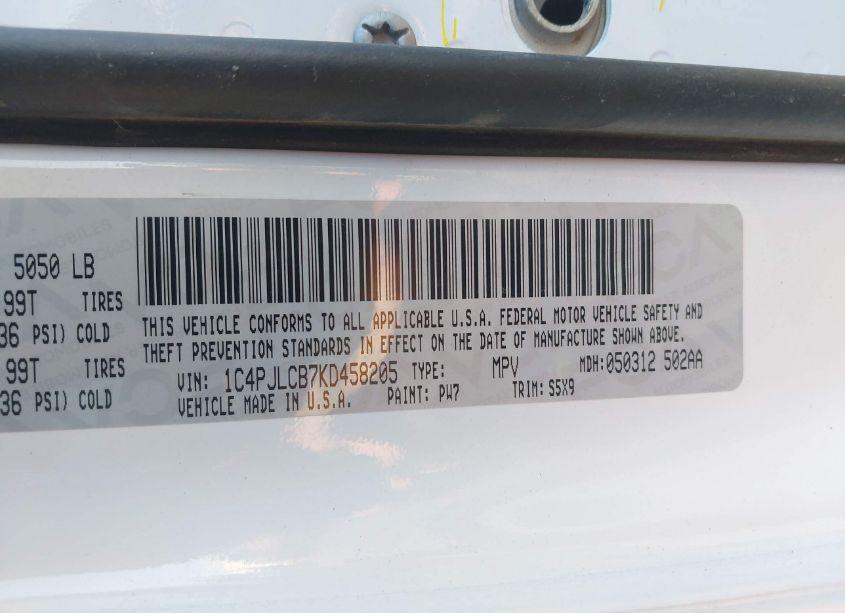 5050 LB
99T TIRES
36 PSI) COLD
99T TIRES
36 PSI) COLD
THIS VEHICLE CONFORMS TO ALL APPLICABLE U.S.A. FEDERAL MOTOR VEHICLE SAFETY AND
THEFT PREVENTION STANDARDS IN EFFECT ON THE DATE OF MANUFACTURE SHOWN ABOVE.
VIN: 1C4PJLCB7KD458205 TYPE: MPV MDH:050312 502AA
VEHICLE MADE IN U.S.A. PAINT: PW7 TRIM: S5X9